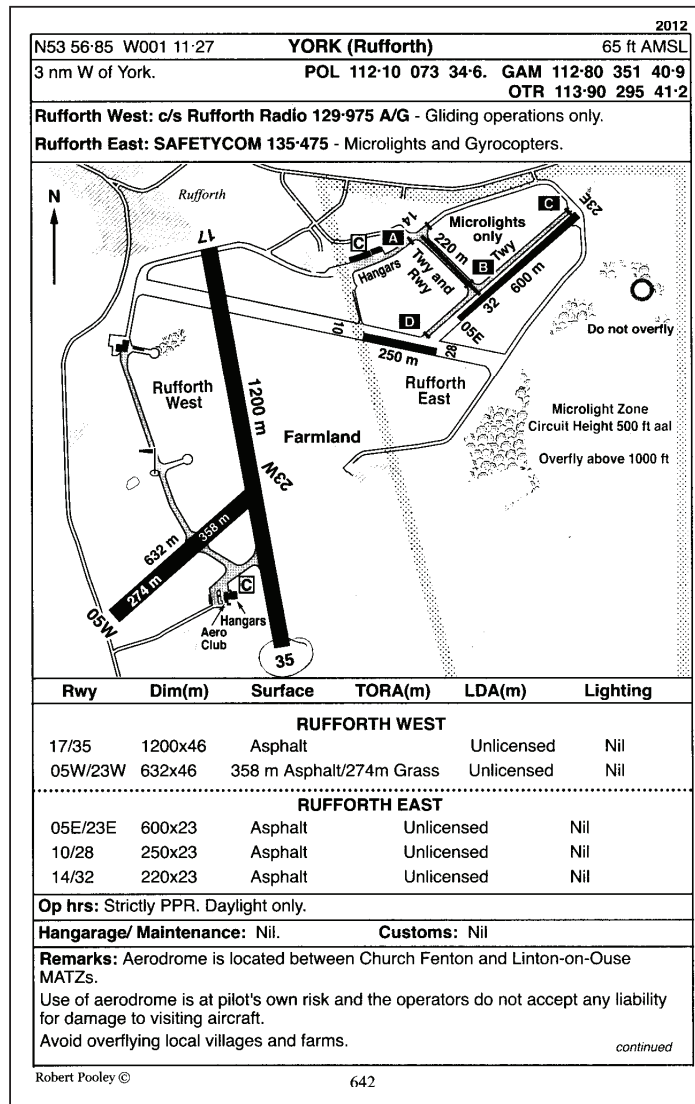 2012
N53 56·85 W001 11·27 YORK (Rufforth) 65 ft AMSL
3 nm W of York. POL 112·10 073 34·6. GAM 112·80 351 40·9
OTR 113·90 295 41·2
Rufforth West: c/s Rufforth Radio 129·975 A/G - Gliding operations only.
Rufforth East: SAFETYCOM 135·475 - Microlights and Gyrocopters.
N
Rufforth
17
14
C
A
Hangars
220 m
Twy and
Rwy
Microlights
only
Twy
B
C
23E
600 m
32
05E
D
10
250 m
28
Do not overfly
Rufforth
West
1200 m
Farmland
Rufforth
East
Microlight Zone
Circuit Height 500 ft aal
Overfly above 1000 ft
23W
358 m
632 m
274 m
05W
C
Hangars
Aero
Club
35
Rwy Dim(m) Surface TORA(m) LDA(m) Lighting
RUFFORTH WEST
17/35 1200x46 Asphalt Unlicensed Nil
05W/23W 632x46 358 m Asphalt/274m Grass Unlicensed Nil
RUFFORTH EAST
05E/23E 600x23 Asphalt Unlicensed Nil
10/28 250x23 Asphalt Unlicensed Nil
14/32 220x23 Asphalt Unlicensed Nil
Op hrs: Strictly PPR. Daylight only.
Hangarage/ Maintenance: Nil. Customs: Nil
Remarks: Aerodrome is located between Church Fenton and Linton-on-Ouse
MATZs.
Use of aerodrome is at pilot's own risk and the operators do not accept any liability
for damage to visiting aircraft.
Avoid overflying local villages and farms.
continued
Robert Pooley ©
642